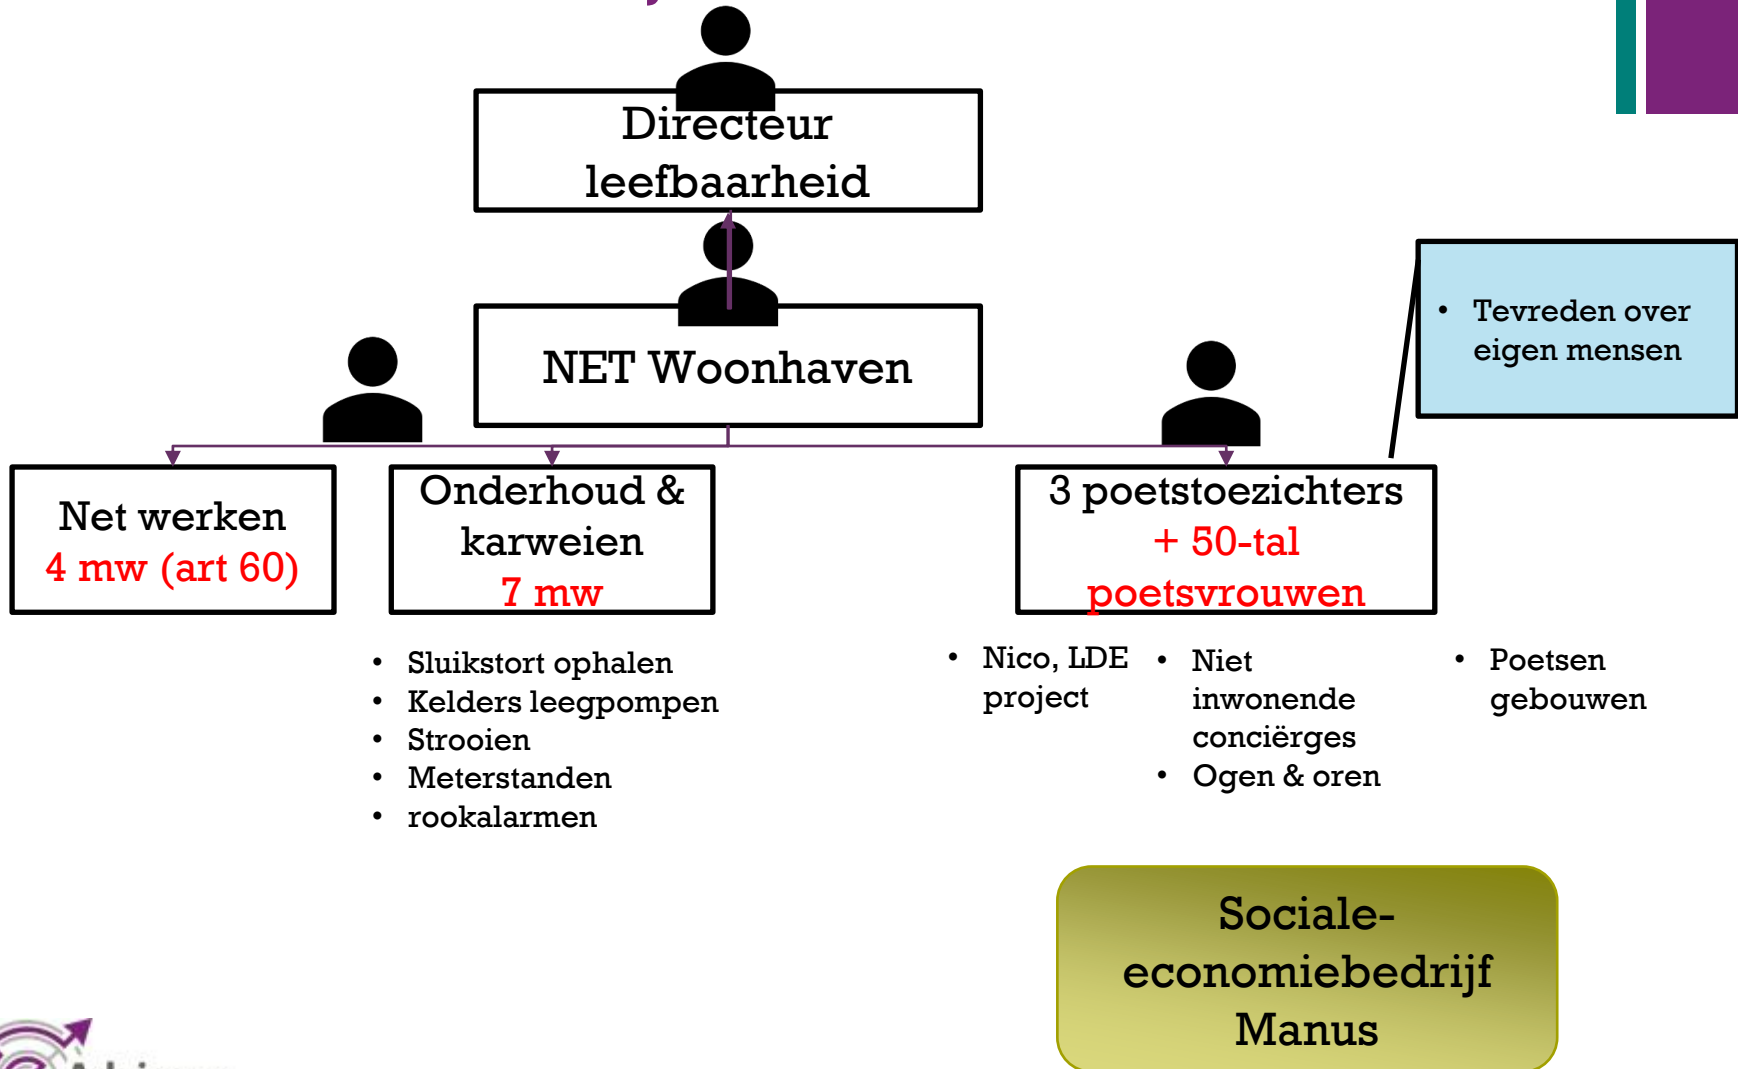 Directeur
leefbaarheid
NET Woonhaven
• Tevreden over
eigen mensen
Net werken
4 mw (art 60)
Onderhoud &
karweien
7 mw
3 poetstoezichters
+ 50-tal
poetsvrouwen
• Sluikstort ophalen
• Kelders leegpompen
• Strooien
• Meterstanden
• rookalarmen
• Nico, LDE
project
• Niet
inwonende
conciërges
• Ogen & oren
• Poetsen
gebouwen
Sociale-
economiebedrijf
Manus